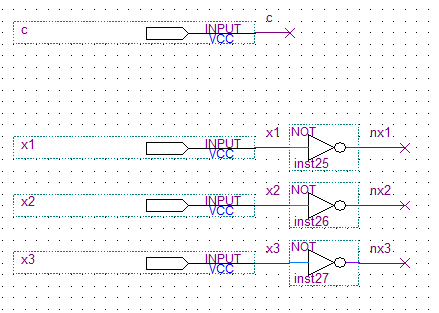 c
c INPUT
VCC
x1 NOT nx1
x1 INPUT
VCC inst25
x2 NOT nx2
x2 INPUT
VCC inst26
x3 NOT nx3
x3 INPUT
VCC inst27